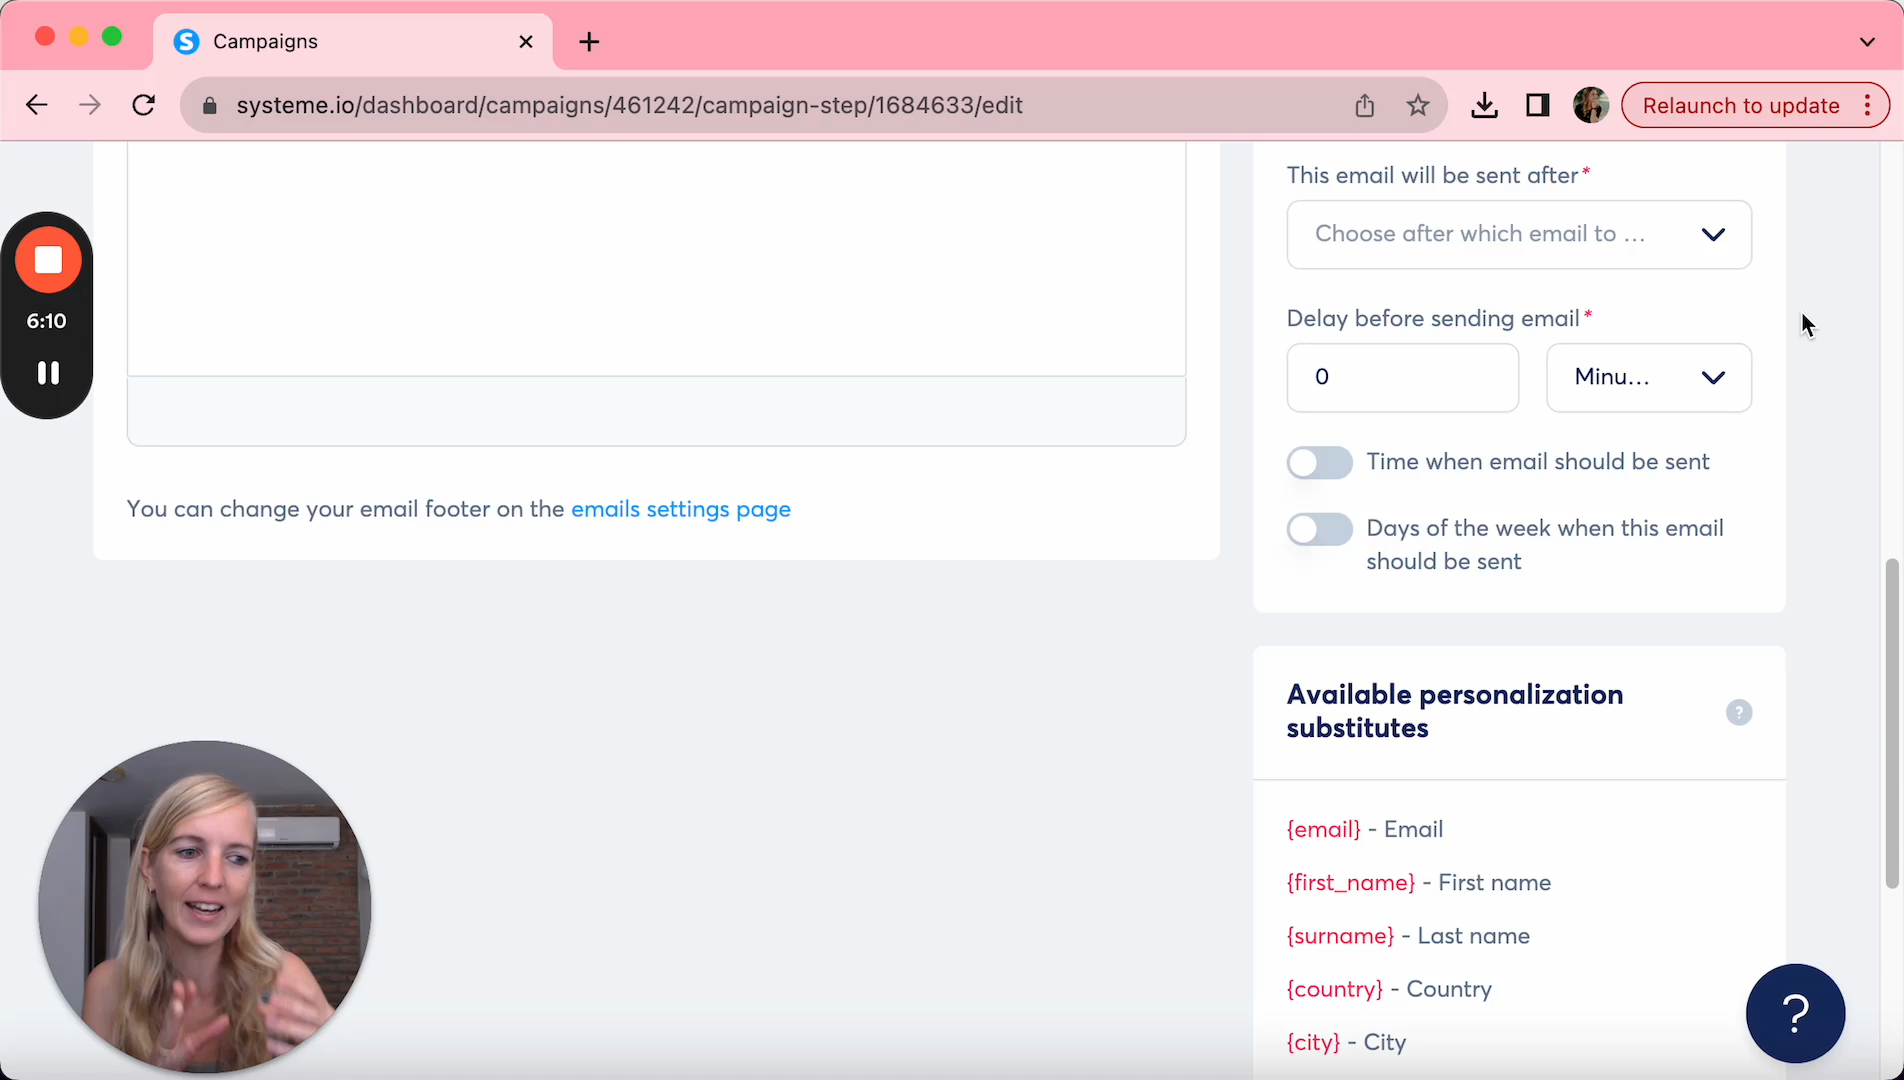 Campaigns
systeme.io/dashboard/campaigns/461242/campaign-step/1684633/edit
Relaunch to update
6:10
You can change your email footer on the emails settings page
This email will be sent after*
Choose after which email to ...
Delay before sending email*
0
Minu...
Time when email should be sent
Days of the week when this email
should be sent
Available personalization
substitutes
?
{email} - Email
{first_name} - First name
{surname} - Last name
{country} - Country
{city} - City
?